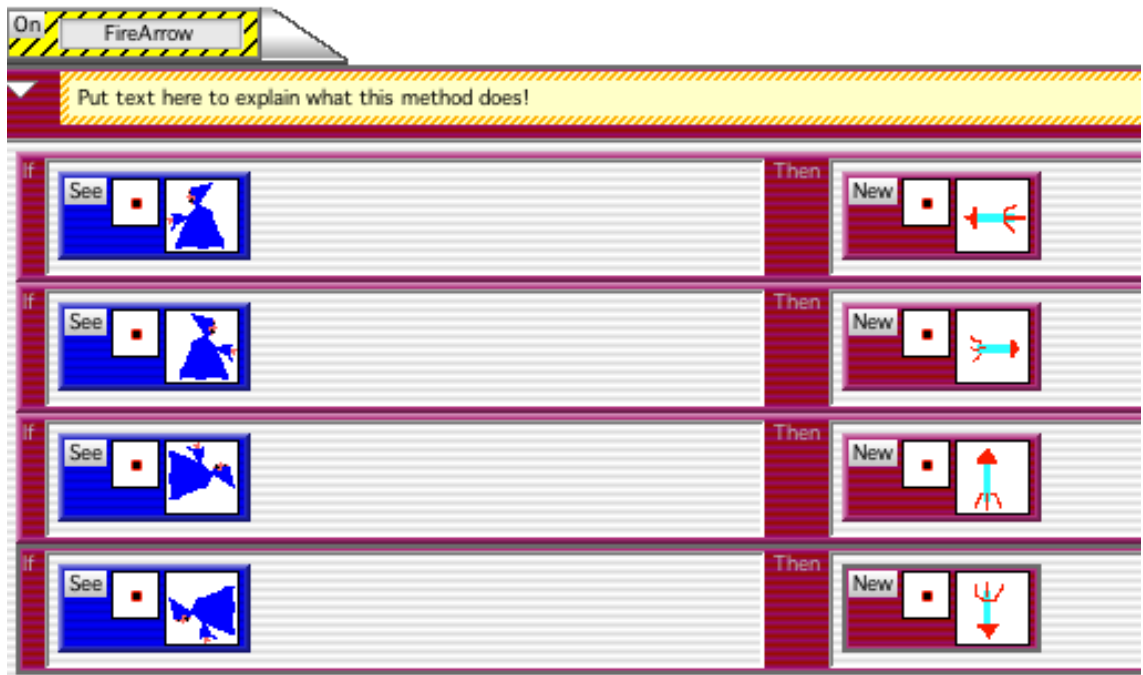 On FireArrow
Put text here to explain what this method does!
If See Then New
If See Then New
If See Then New
If See Then New